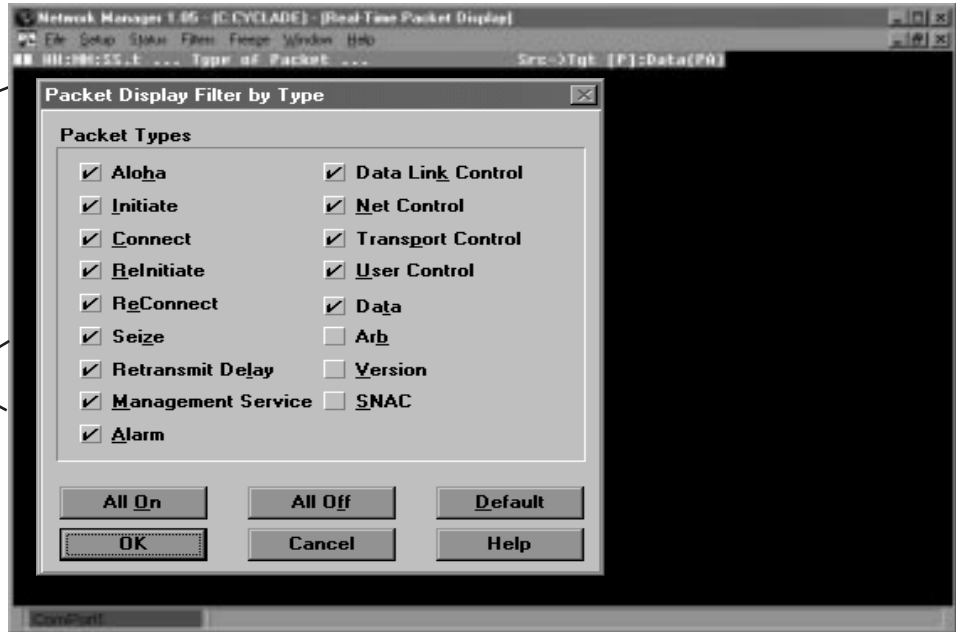 Network Manager 1.05 - (C:CYCLADE) - [Real-Time Packet Display]
File Setup Status Filters Freeze Window Help
HH:MM:SS.t ... Type of Packet ... Src->Tgt [P]:Data(PA)
Packet Display Filter by Type
Packet Types
Aloha
Initiate
Connect
ReInitiate
ReConnect
Seize
Retransmit Delay
Management Service
Alarm
Data Link Control
Net Control
Transport Control
User Control
Data
Arb
Version
SNAC
All On All Off Default
OK Cancel Help
ComPort1